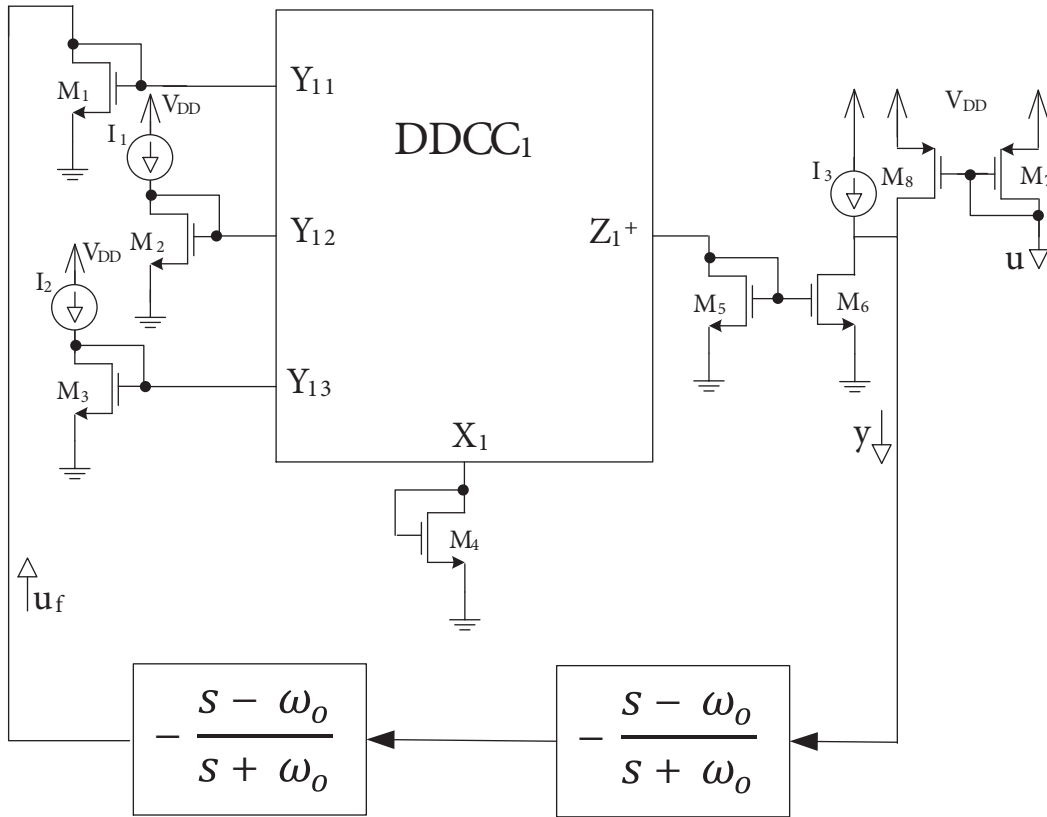 M1
Y11
VDD
I1
DDCC1
VDD
I3
M8
M7
M2
Y12
Z1+
VDD
I2
u
M5
M6
M3
Y13
X1
y
M4
uf
- s - ωo / s + ωo
- s - ωo / s + ωo